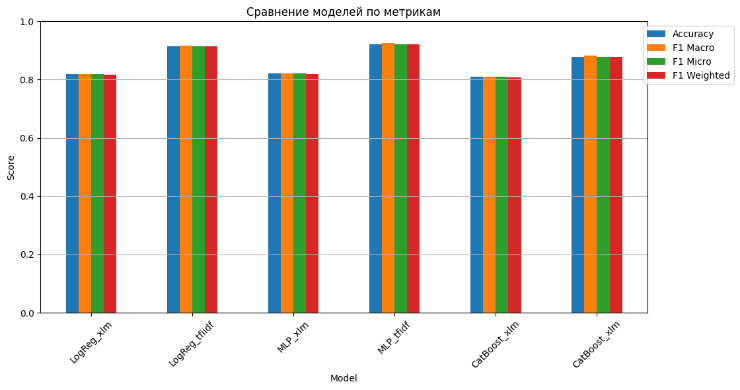 Сравнение моделей по метрикам
Accuracy
F1 Macro
F1 Micro
F1 Weighted
1.0
0.8
0.6
0.4
0.2
0.0
Score
LogReg_xlm
LogReg_tfiidf
MLP_xlm
MLP_tfidf
CatBoost_xlm
CatBoost_xlm
Model